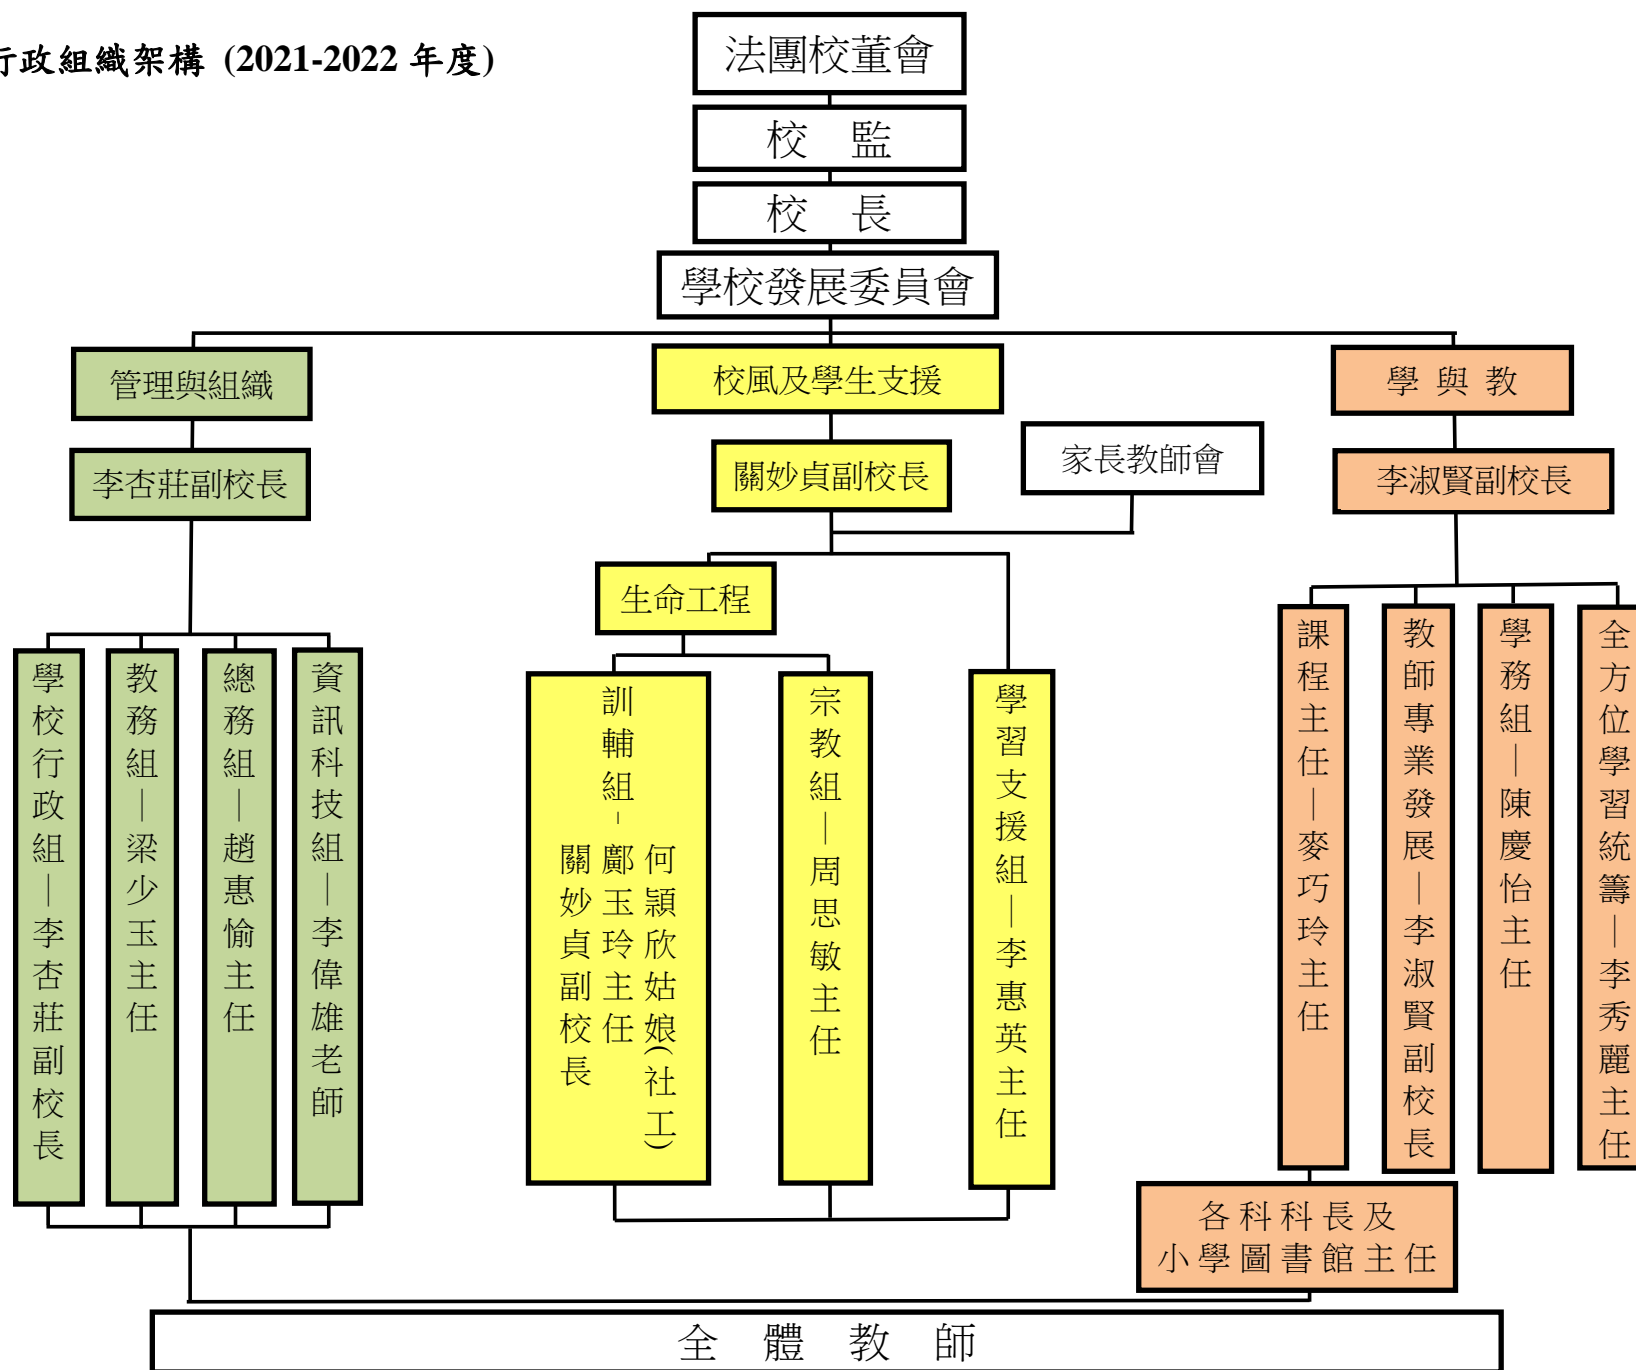 行政組織架構 (2021-2022 年度)
法團校董會
校 監
校 長
學校發展委員會
管理與組織
校風及學生支援
學 與 教
李杏莊副校長
關妙貞副校長
家長教師會
李淑賢副校長
生命工程
學校行政組—李杏莊副校長
教務組—梁少玉主任
總務組—趙惠愉主任
資訊科技組—李偉雄老師
訓輔組-
關妙貞副校長
鄺玉玲主任
何穎欣姑娘(社工)
宗教組—周思敏主任
學習支援組—李惠英主任
課程主任—麥巧玲主任
教師專業發展—李淑賢副校長
學務組—陳慶怡主任
全方位學習統籌—李秀麗主任
各科科長及
小學圖書館主任
全 體 教 師